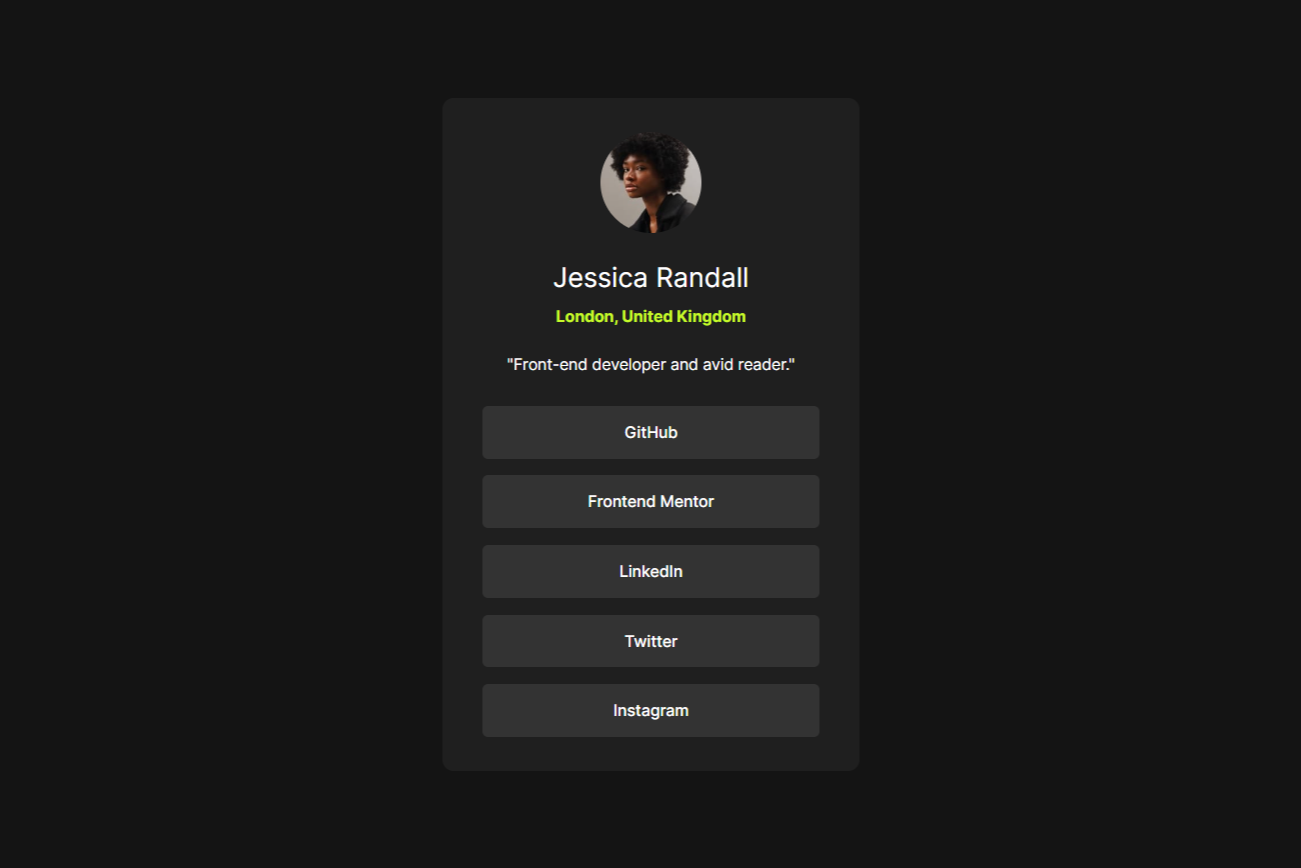 Jessica Randall
London, United Kingdom
"Front-end developer and avid reader."
GitHub
Frontend Mentor
LinkedIn
Twitter
Instagram